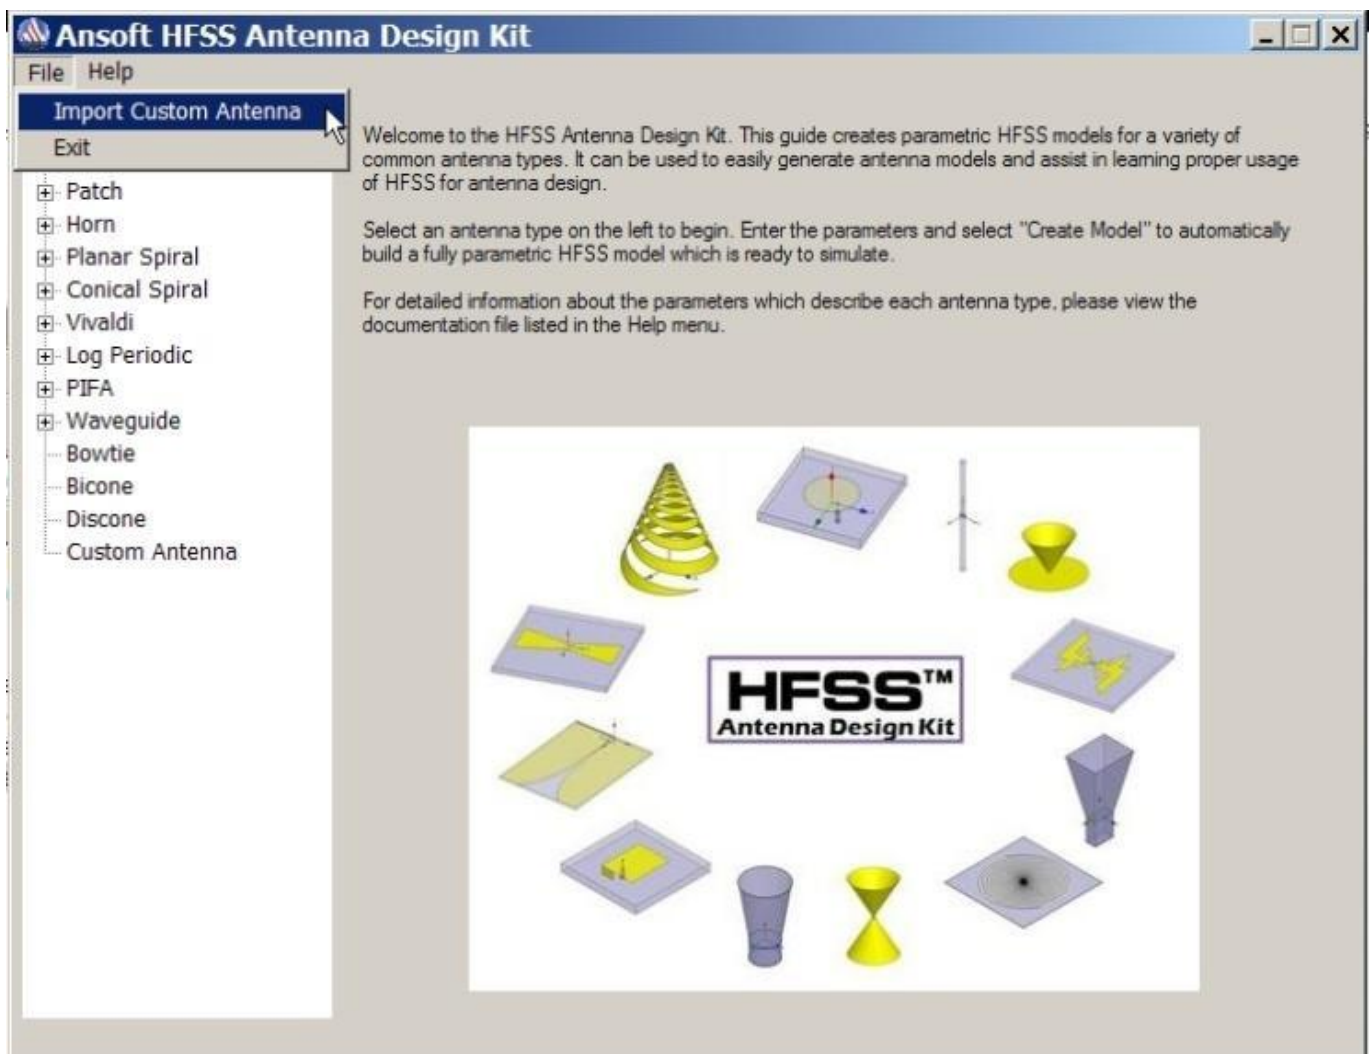 Ansoft HFSS Antenna Design Kit
File Help
Import Custom Antenna
Exit
Patch
Horn
Planar Spiral
Conical Spiral
Vivaldi
Log Periodic
PIFA
Waveguide
Bowtie
Bicone
Discone
Custom Antenna
Welcome to the HFSS Antenna Design Kit. This guide creates parametric HFSS models for a variety of
common antenna types. It can be used to easily generate antenna models and assist in learning proper usage
of HFSS for antenna design.
Select an antenna type on the left to begin. Enter the parameters and select "Create Model" to automatically
build a fully parametric HFSS model which is ready to simulate.
For detailed information about the parameters which describe each antenna type, please view the
documentation file listed in the Help menu.
HFSS™
Antenna Design Kit